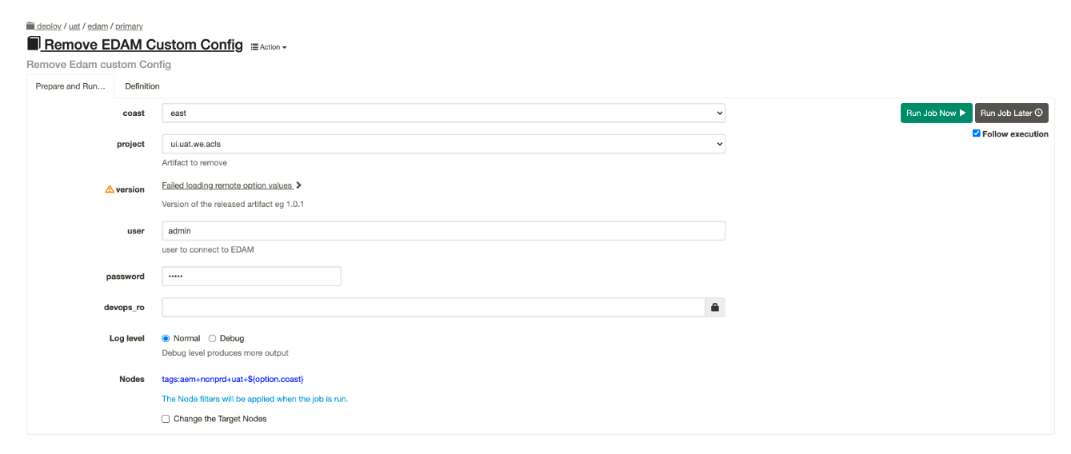 deploy / uat / edam / primary
Remove EDAM Custom Config Action
Remove Edam custom Config
Prepare and Run... Definition
coast east Run Job Now Run Job Later
Follow execution
project ui.uat.we.acls
Artifact to remove
version Failed loading remote option values
Version of the released artifact eg 1.0.1
user admin
user to connect to EDAM
password •••••
devops_ro
Log level Normal Debug
Debug level produces more output
Nodes tags:aem+nonprd+uat+${option.coast}
The Node filters will be applied when the job is run.
Change the Target Nodes